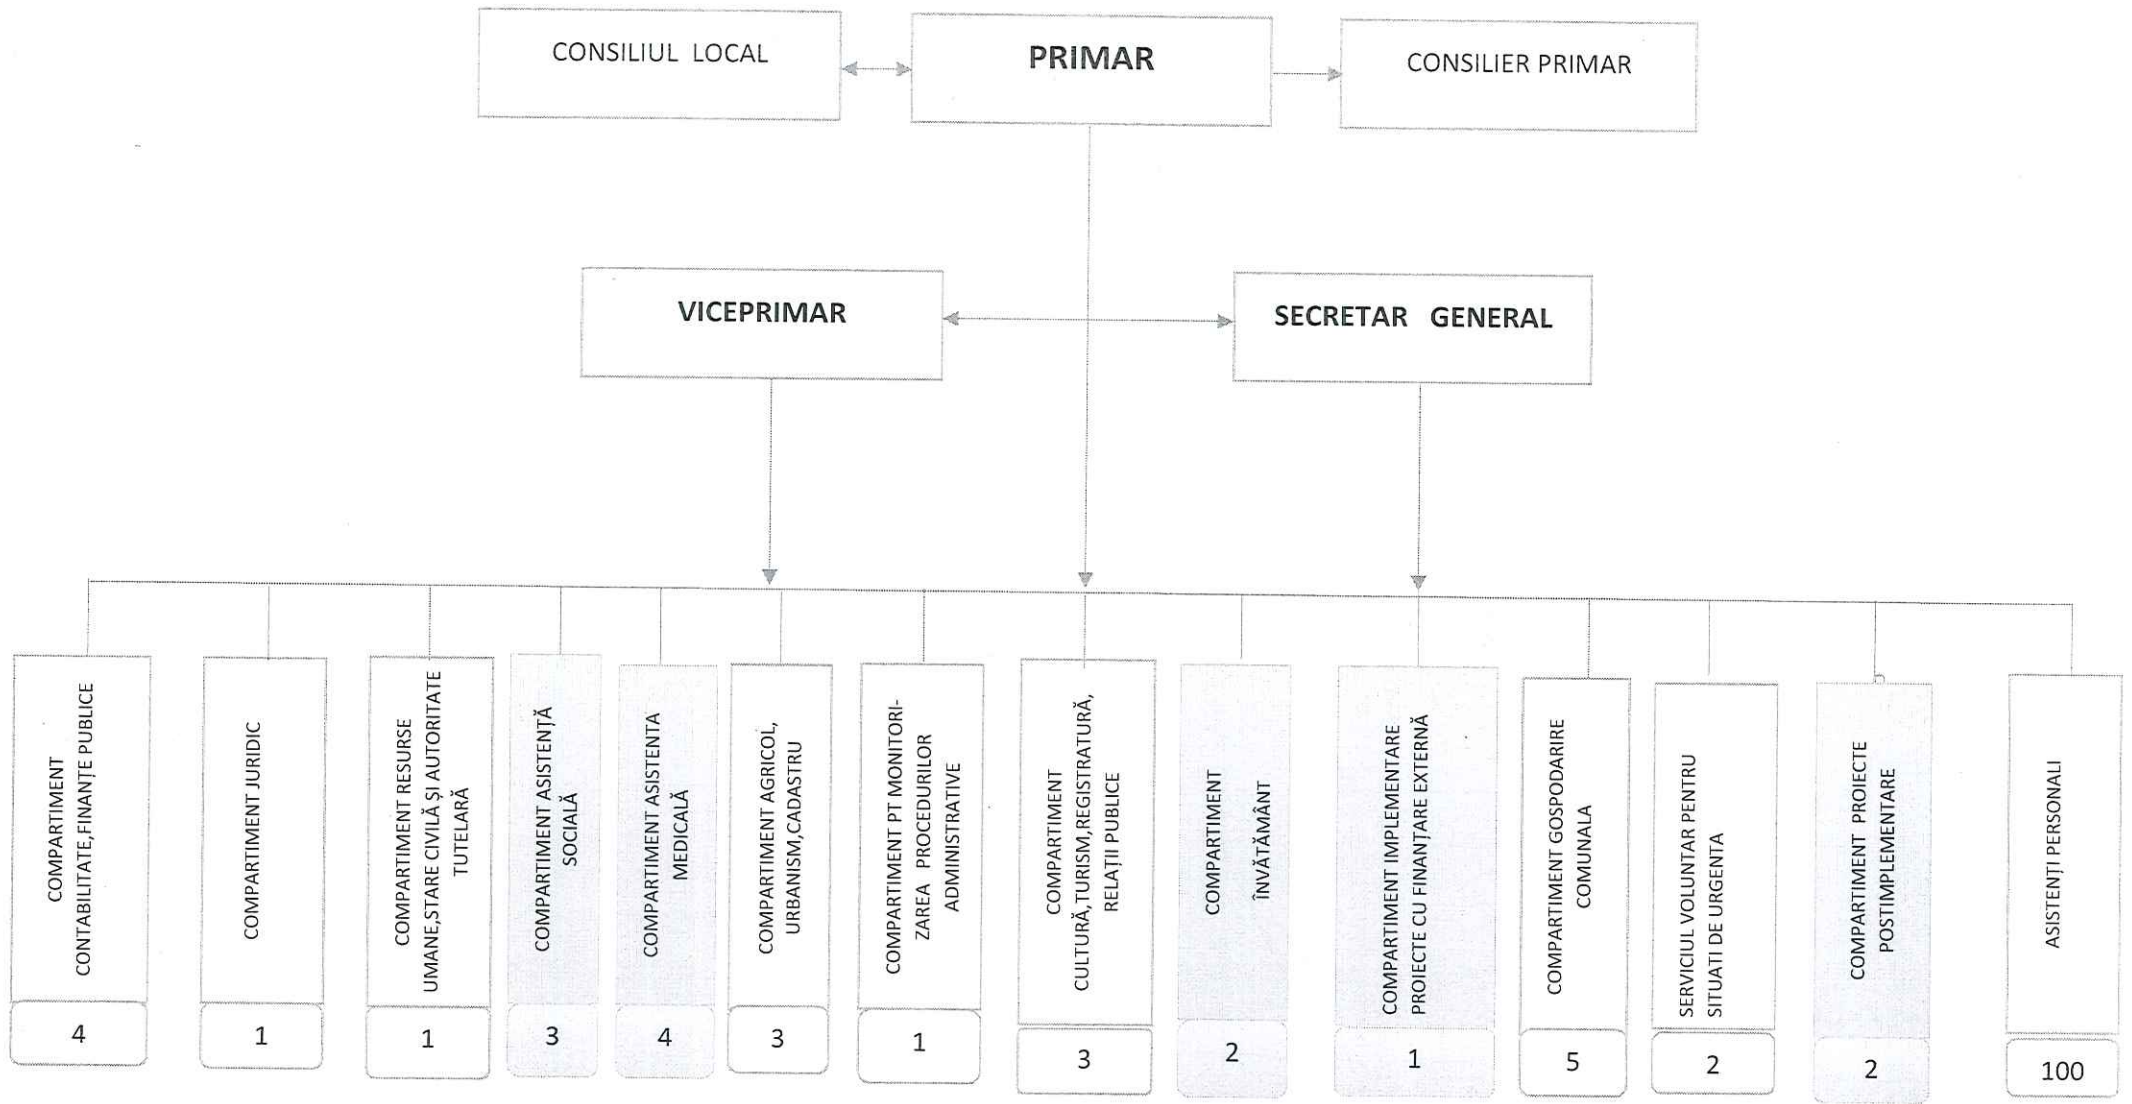 CONSILIUL LOCAL
PRIMAR
CONSILIER PRIMAR
VICEPRIMAR
SECRETAR GENERAL
COMPARTIMENT
CONTABILITATE,FINANȚE PUBLICE
4
COMPARTIMENT JURIDIC
1
COMPARTIMENT RESURSE
UMANE,STARE CIVILĂ ȘI AUTORITATE
TUTELARĂ
1
COMPARTIMENT ASISTENȚĂ
SOCIALĂ
3
COMPARTIMENT ASISTENTA
MEDICALĂ
4
COMPARTIMENT AGRICOL,
URBANISM,CADASTRU
3
COMPARTIMENT PT MONITORI-
ZAREA PROCEDURILOR
ADMINISTRATIVE
1
COMPARTIMENT
CULTURĂ,TURISM,REGISTRATURĂ,
RELAȚII PUBLICE
3
COMPARTIMENT
ÎNVĂTĂMÂNT
2
COMPARTIMENT IMPLEMENTARE
PROIECTE CU FINANȚARE EXTERNĂ
1
COMPARTIMENT GOSPODARIRE
COMUNALA
5
SERVICIUL VOLUNTAR PENTRU
SITUATI DE URGENTA
2
COMPARTIMENT PROIECTE
POSTIMPLEMENTARE
2
ASISTENȚI PERSONALI
100